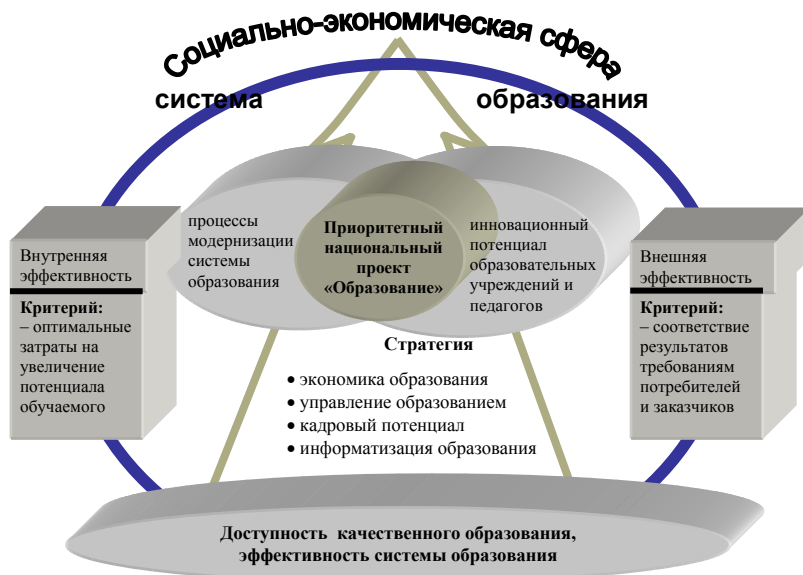 Социально-экономическая сфера
система образования
процессы
модернизации
системы
образования
Приоритетный
национальный
проект
«Образование»
инновационный
потенциал
образовательных
учреждений и
педагогов
Внутренняя
эффективность
Критерий:
– оптимальные
затраты на
увеличение
потенциала
обучаемого
Внешняя
эффективность
Критерий:
– соответствие
результатов
требованиям
потребителей
и заказчиков
Стратегия
• экономика образования
• управление образованием
• кадровый потенциал
• информатизация образования
Доступность качественного образования,
эффективность системы образования